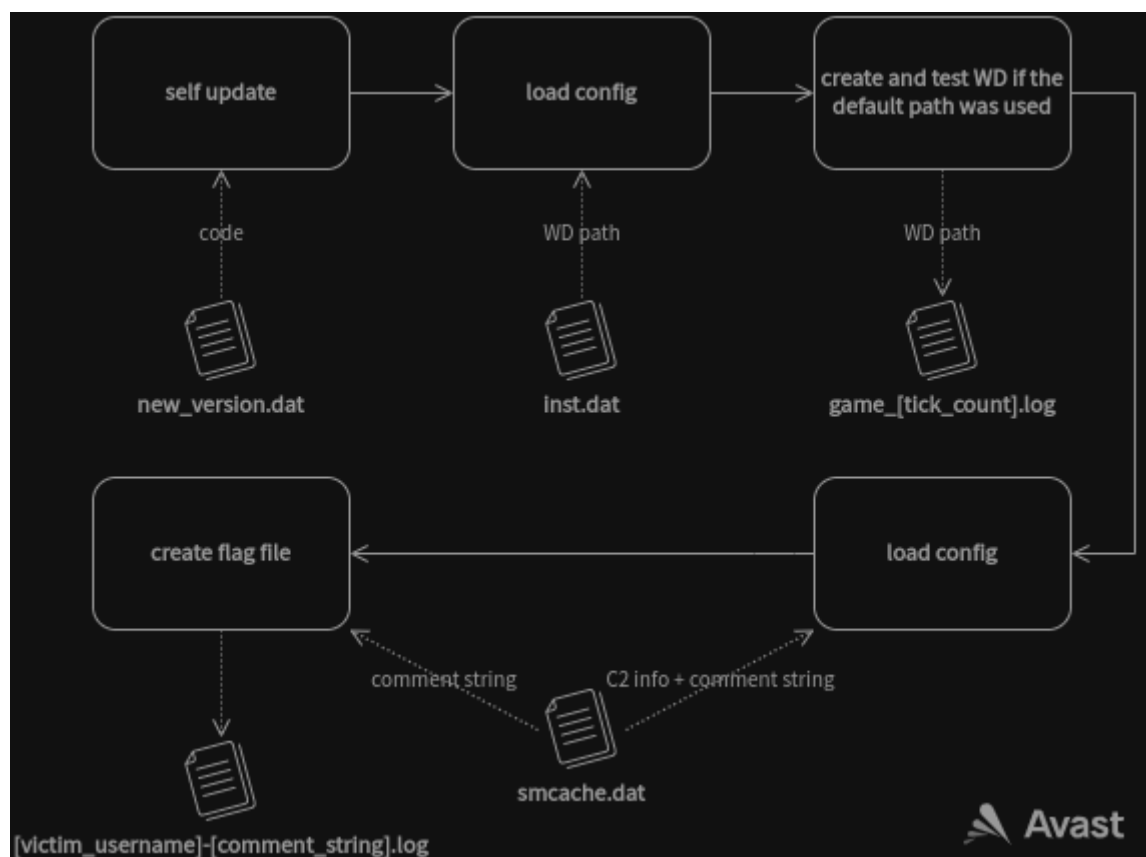 self update
load config
create and test WD if the
default path was used
code
WD path
WD path
new_version.dat
inst.dat
game_[tick_count].log
create flag file
load config
comment string
C2 info + comment string
smcache.dat
Avast
[victim_username]-[comment_string].log